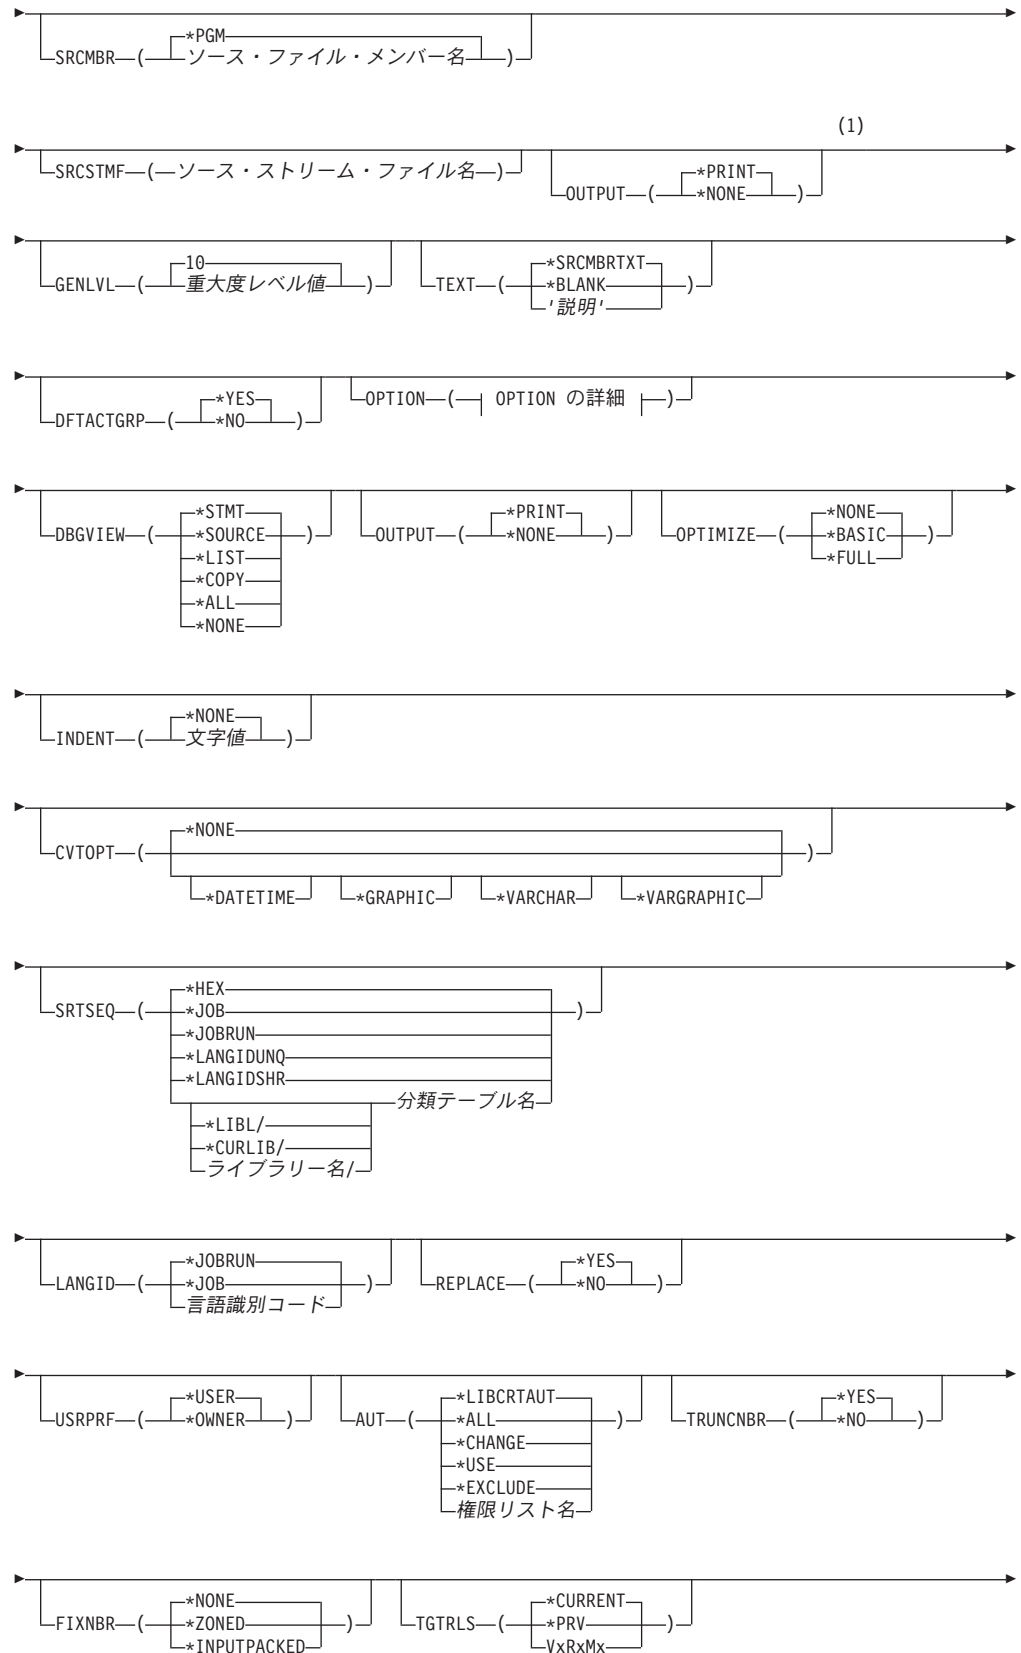 *PGM
SRCMBR ( ソース・ファイル・メンバー名 )
(1)
SRCSTMF ( ソース・ストリーム・ファイル名 )
*PRINT
OUTPUT ( *NONE )
10
GENLVL ( 重大度レベル値 )
*SRCMBRTXT
TEXT ( *BLANK )
'説明'
*YES
DFTACTGRP ( *NO )
OPTION ( OPTION の詳細 )
*STMT
DBGVIEW ( *SOURCE )
*LIST
*COPY
*ALL
*NONE
*PRINT
OUTPUT ( *NONE )
*NONE
OPTIMIZE ( *BASIC )
*FULL
*NONE
INDENT ( 文字値 )
*NONE
CVTOPT ( )
*DATETIME *GRAPHIC *VARCHAR *VARGRAPHIC
*HEX
SRTSEQ ( *JOB )
*JOBRUN
*LANGIDUNQ
*LANGIDSHR
分類テーブル名
*LIBL/
*CURLIB/
ライブラリー名/
*JOBRUN
LANGID ( *JOB )
言語識別コード
*YES
REPLACE ( *NO )
*USER
USRPRF ( *OWNER )
*LIBCRTAUT
AUT ( *ALL )
*CHANGE
*USE
*EXCLUDE
権限リスト名
*YES
TRUNCNBR ( *NO )
*NONE
FIXNBR ( *ZONED )
*INPUTPACKED
*CURRENT
TGTRLS ( *PRV )
VxRxMx